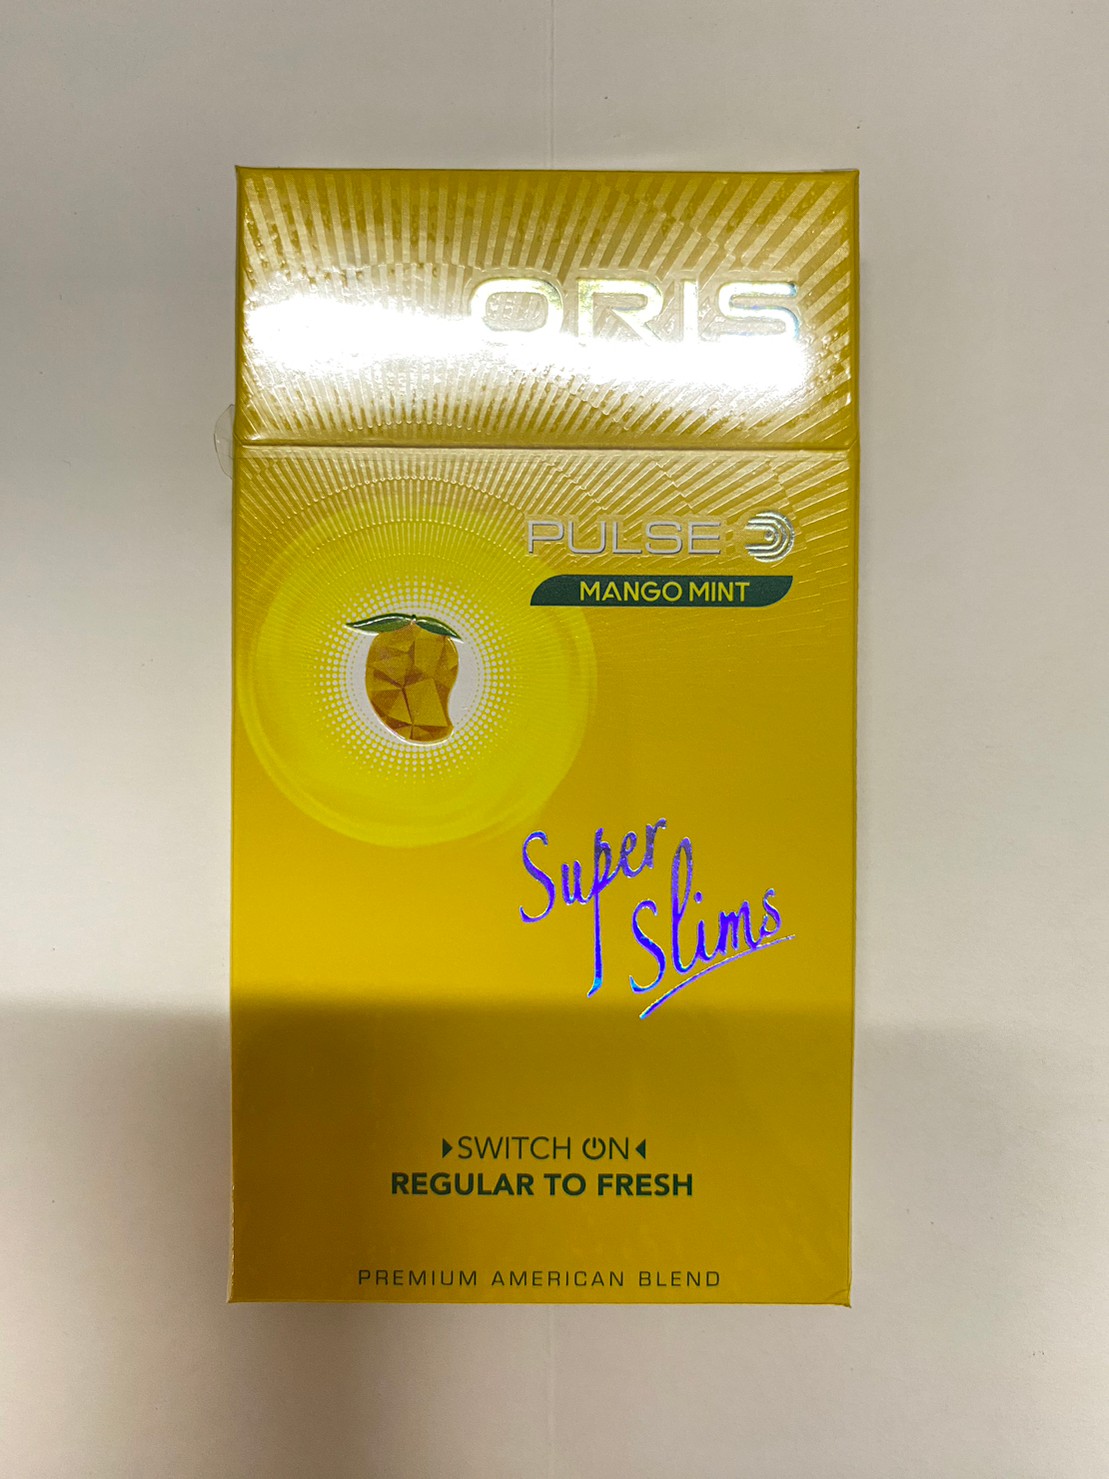 ORIS
PULSE
MANGO MINT
Super
Slims
SWITCH ON
REGULAR TO FRESH
PREMIUM AMERICAN BLEND